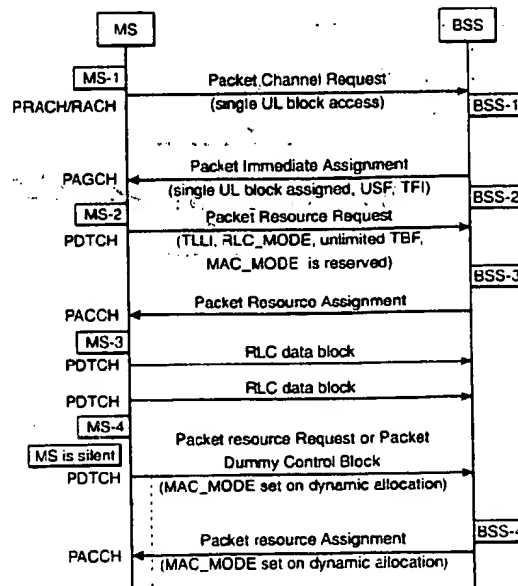 MS
BSS
MS-1
Packet Channel Request
PRACH/RACH
(single UL block access)
BSS-1
Packet Immediate Assignment
PAGCH
(single UL block assigned, USF, TFI)
BSS-2
MS-2
Packet Resource Request
PDTCH
(TLLI, RLC_MODE, unlimited TBF,
MAC_MODE is reserved)
BSS-3
Packet Resource Assignment
PACCH
MS-3
RLC data block
PDTCH
RLC data block
PDTCH
MS-4
Packet resource Request or Packet
MS is silent
Dummy Control Block
PDTCH
(MAC_MODE set on dynamic allocation)
BSS-4
Packet resource Assignment
PACCH
(MAC_MODE set on dynamic allocation)